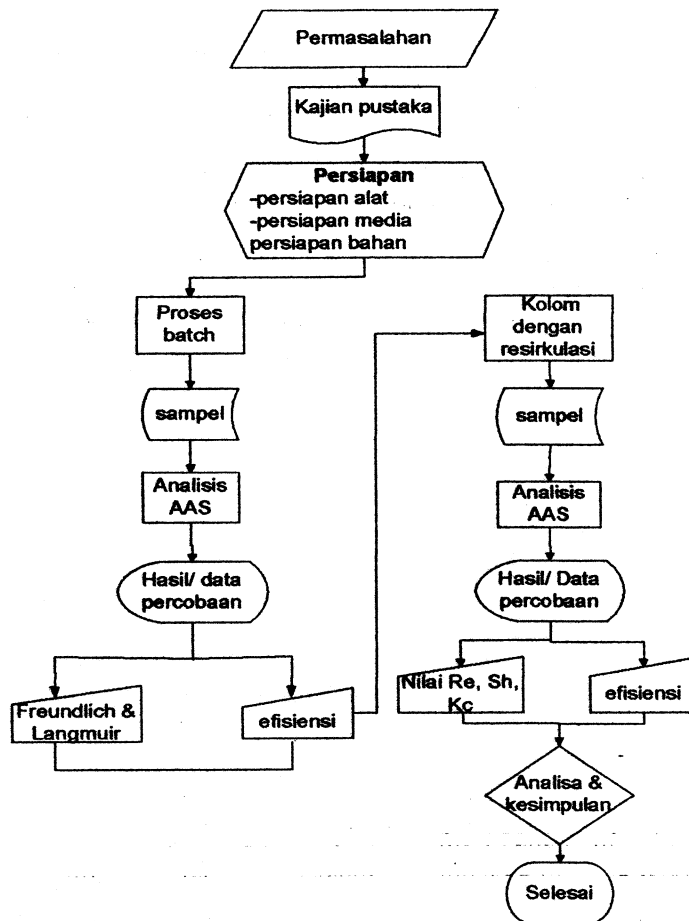 Permasalahan
Kajian pustaka
Persiapan
-persiapan alat
-persiapan media
persiapan bahan
Proses
batch
sampel
Analisis
AAS
Hasil/ data
percobaan
Freundlich &
Langmuir
efisiensi
Kolom
dengan
resirkulasi
sampel
Analisis
AAS
Hasil/ Data
percobaan
Nilai Re, Sh,
Kc
efisiensi
Analisa &
kesimpulan
Selesai